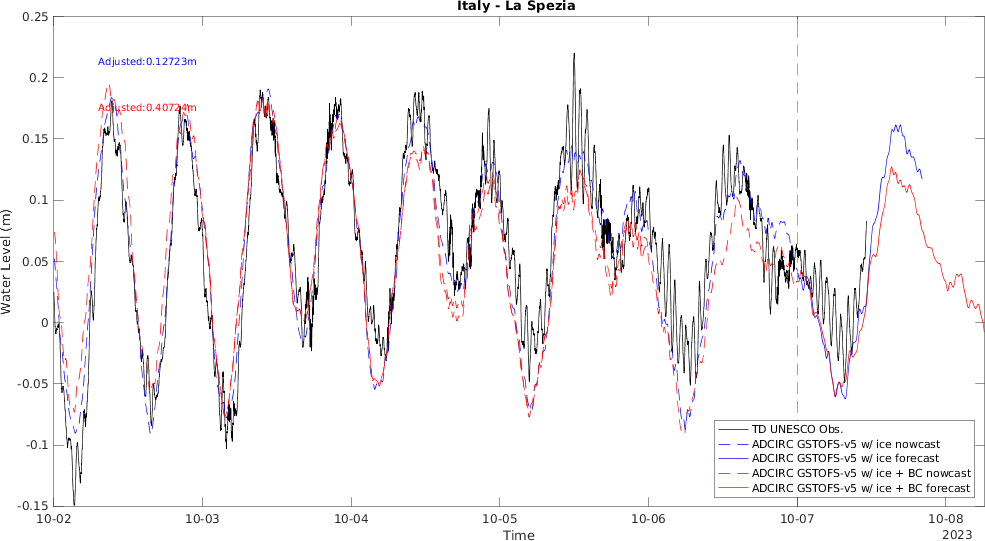 Italy - La Spezia
0.25
0.2
0.15
0.1
0.05
0
-0.05
-0.1
-0.15
Water Level (m)
Adjusted:0.12723m
Adjusted:0.40724m
TD UNESCO Obs.
ADCIRC GSTOFS-v5 w/ ice nowcast
ADCIRC GSTOFS-v5 w/ ice forecast
ADCIRC GSTOFS-v5 w/ ice + BC nowcast
ADCIRC GSTOFS-v5 w/ ice + BC forecast
10-02 10-03 10-04 10-05 10-06 10-07 10-08
Time
2023